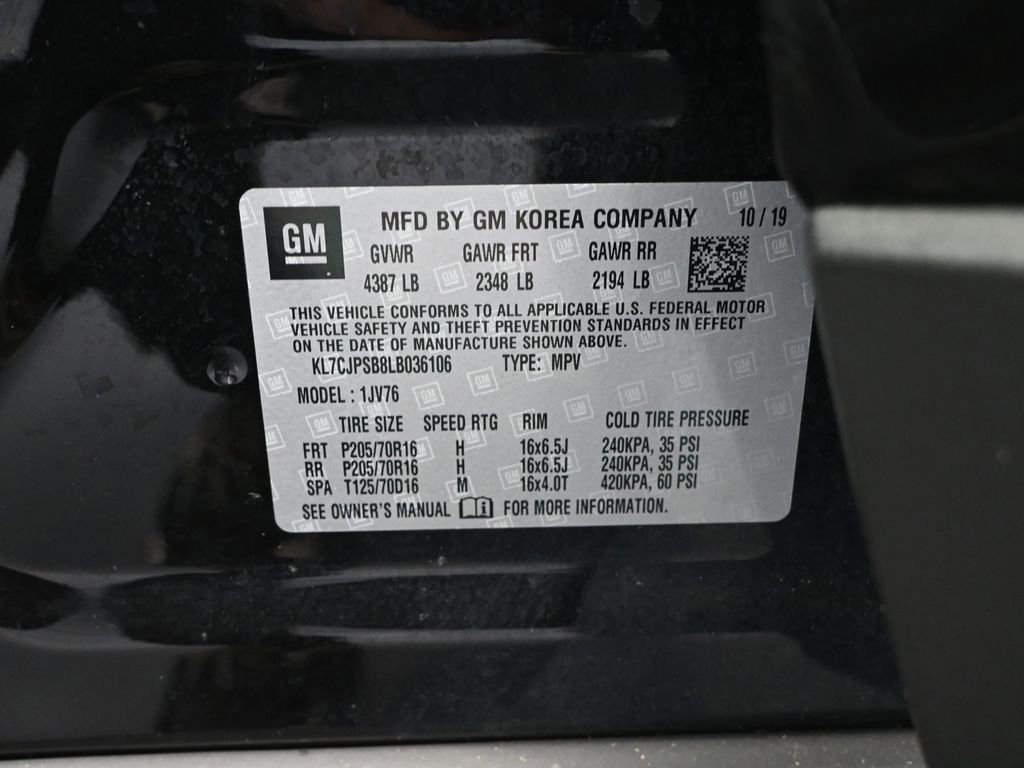 GM
MFD BY GM KOREA COMPANY 10 / 19
GVWR GAWR FRT GAWR RR
4387 LB 2348 LB 2194 LB
THIS VEHICLE CONFORMS TO ALL APPLICABLE U.S. FEDERAL MOTOR
VEHICLE SAFETY AND THEFT PREVENTION STANDARDS IN EFFECT
ON THE DATE OF MANUFACTURE SHOWN ABOVE.
KL7CJPSB8LB036106 TYPE: MPV
MODEL : 1JV76
TIRE SIZE SPEED RTG RIM COLD TIRE PRESSURE
FRT P205/70R16 H 16x6.5J 240KPA, 35 PSI
RR P205/70R16 H 16x6.5J 240KPA, 35 PSI
SPA T125/70D16 M 16x4.0T 420KPA, 60 PSI
SEE OWNER'S MANUAL i FOR MORE INFORMATION.